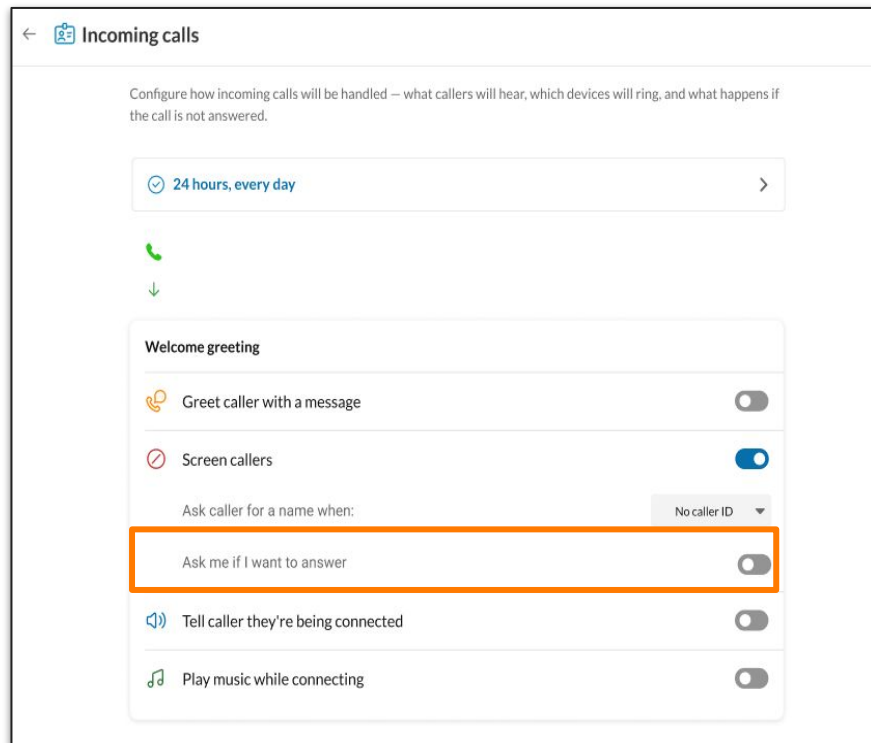 Incoming calls
Configure how incoming calls will be handled — what callers will hear, which devices will ring, and what happens if
the call is not answered.
24 hours, every day
Welcome greeting
Greet caller with a message
Screen callers
Ask caller for a name when:
No caller ID
Ask me if I want to answer
Tell caller they're being connected
Play music while connecting